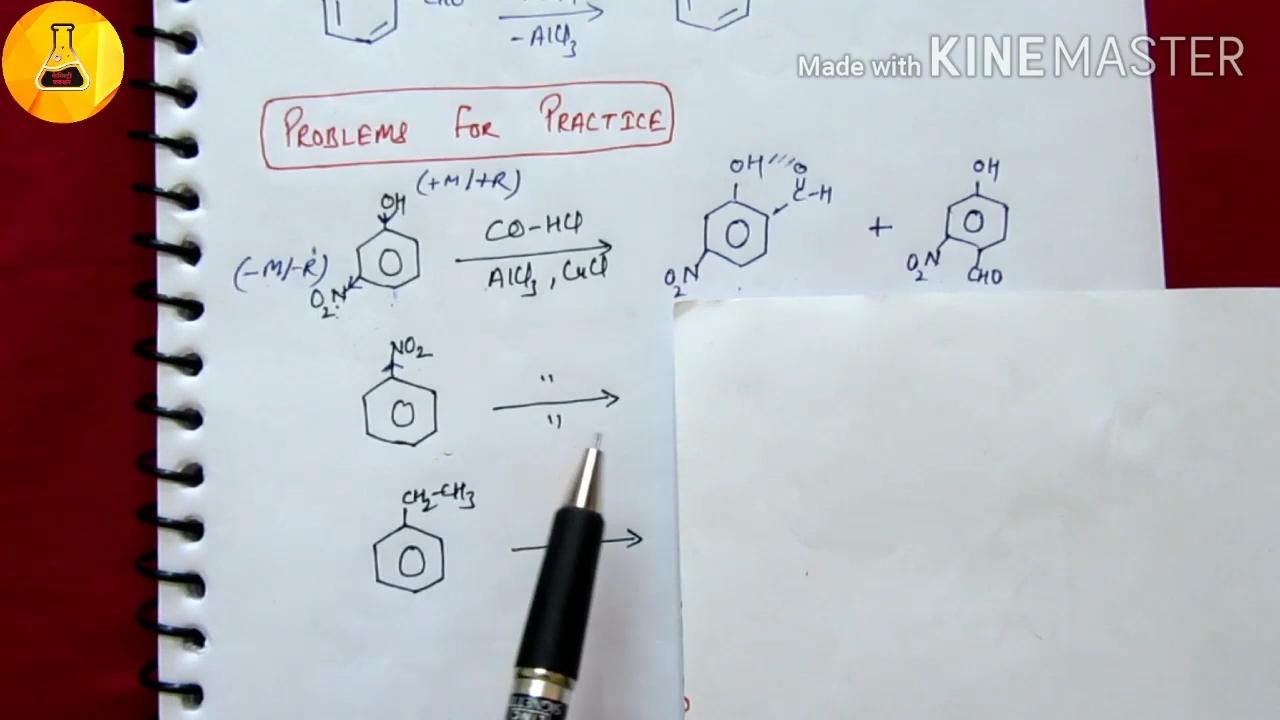 Made with KINEMASTER
CHO
- AlCl3
PROBLEMS FOR PRACTICE
(+M/+R)
OH
CO-HCl
AlCl3, CuCl
(-M/-R)
O2N
OH O
C-H
O2N
+
OH
O2N
CHO
NO2
"
"
CH2-CH3